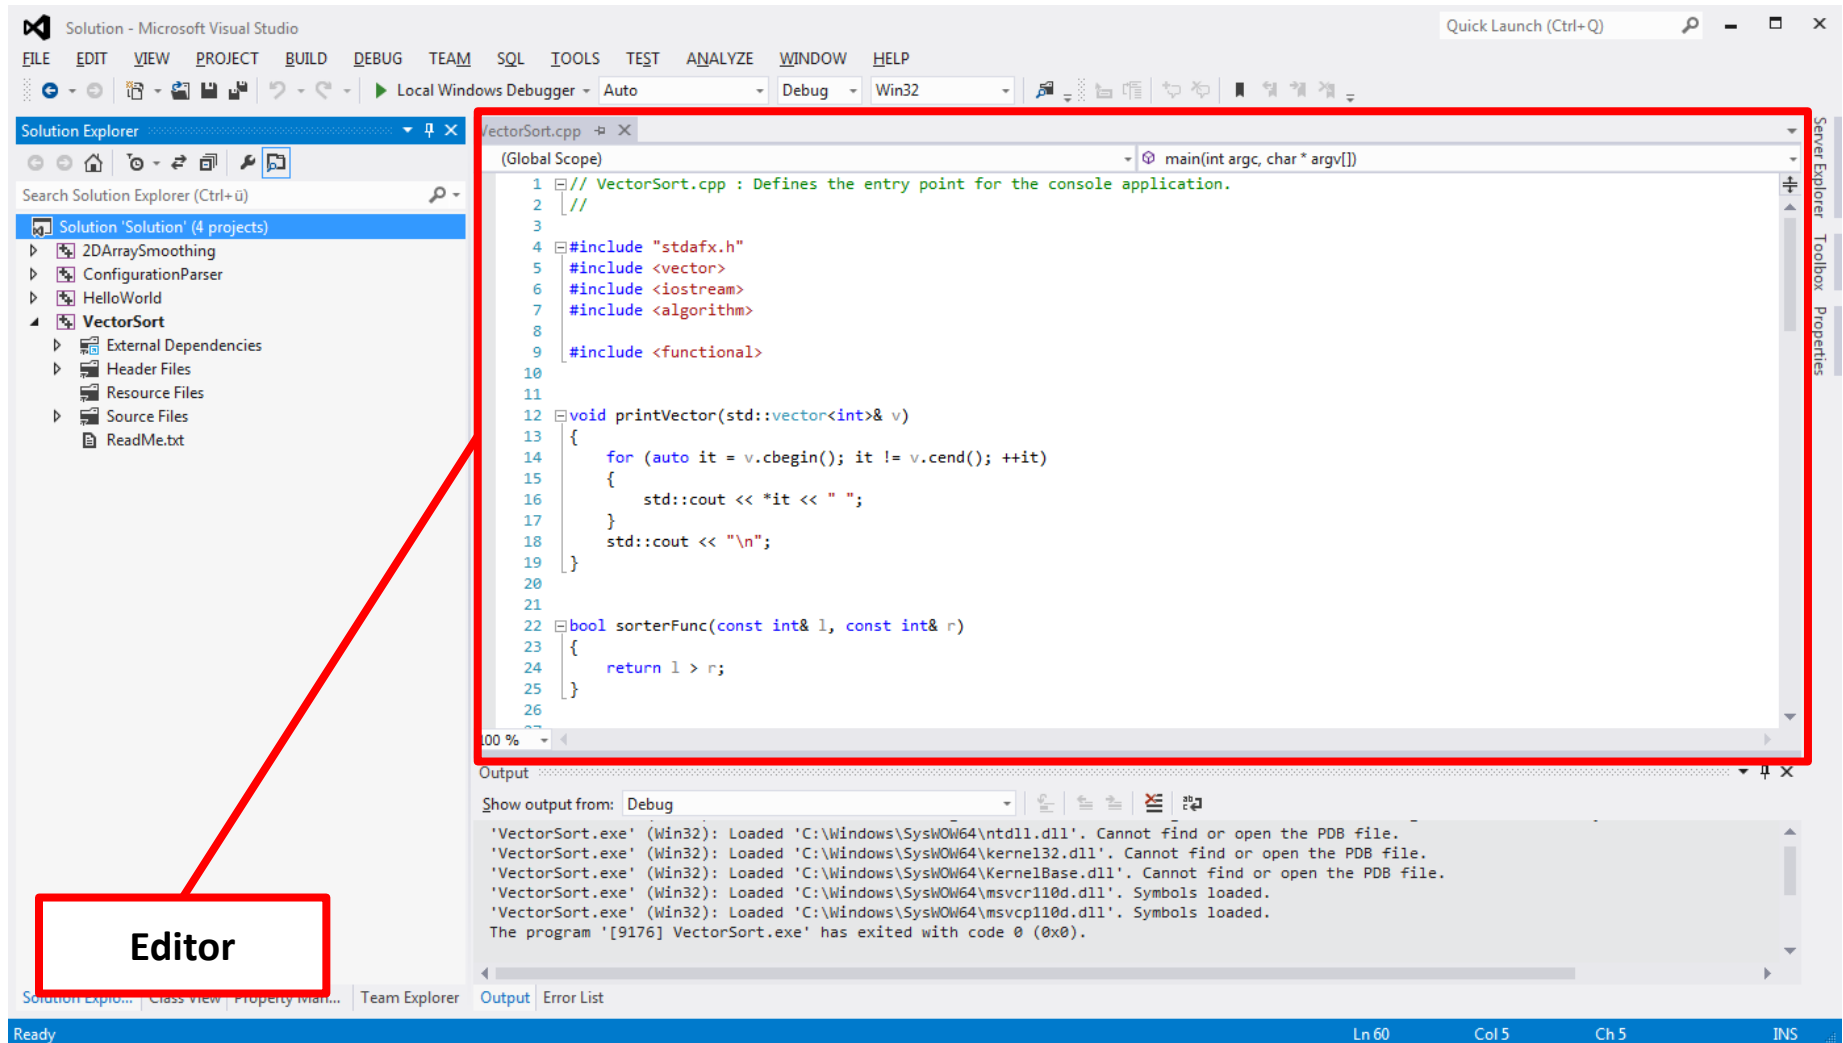 Solution - Microsoft Visual Studio
Quick Launch (Ctrl+Q)
FILE EDIT VIEW PROJECT BUILD DEBUG TEAM SQL TOOLS TEST ANALYZE WINDOW HELP
Local Windows Debugger Auto Debug Win32
Solution Explorer
Search Solution Explorer (Ctrl+ü)
Solution 'Solution' (4 projects)
2DArraySmoothing
ConfigurationParser
HelloWorld
VectorSort
External Dependencies
Header Files
Resource Files
Source Files
ReadMe.txt
VectorSort.cpp
(Global Scope) main(int argc, char * argv[])
1 // VectorSort.cpp : Defines the entry point for the console application.
2 //
3
4 #include "stdafx.h"
5 #include <vector>
6 #include <iostream>
7 #include <algorithm>
8
9 #include <functional>
10
11
12 void printVector(std::vector<int>& v)
13 {
14 for (auto it = v.cbegin(); it != v.cend(); ++it)
15 {
16 std::cout << *it << " ";
17 }
18 std::cout << "\n";
19 }
20
21
22 bool sorterFunc(const int& l, const int& r)
23 {
24 return l > r;
25 }
26
100 %
Server Explorer
Toolbox
Properties
Output
Show output from: Debug
'VectorSort.exe' (Win32): Loaded 'C:\Windows\SysWOW64\ntdll.dll'. Cannot find or open the PDB file.
'VectorSort.exe' (Win32): Loaded 'C:\Windows\SysWOW64\kernel32.dll'. Cannot find or open the PDB file.
'VectorSort.exe' (Win32): Loaded 'C:\Windows\SysWOW64\KernelBase.dll'. Cannot find or open the PDB file.
'VectorSort.exe' (Win32): Loaded 'C:\Windows\SysWOW64\msvcr110d.dll'. Symbols loaded.
'VectorSort.exe' (Win32): Loaded 'C:\Windows\SysWOW64\msvcp110d.dll'. Symbols loaded.
The program '[9176] VectorSort.exe' has exited with code 0 (0x0).
Editor
Solution Explo... Class View Property Man... Team Explorer
Output Error List
Ready Ln 60 Col 5 Ch 5 INS